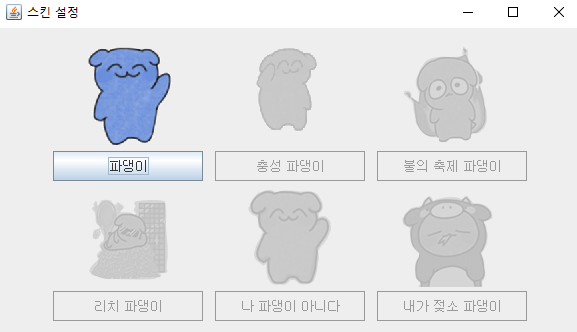 스킨 설정
파댕이
충성 파댕이
불의 축제 파댕이
리치 파댕이
나 파댕이 아니다
내가 젖소 파댕이